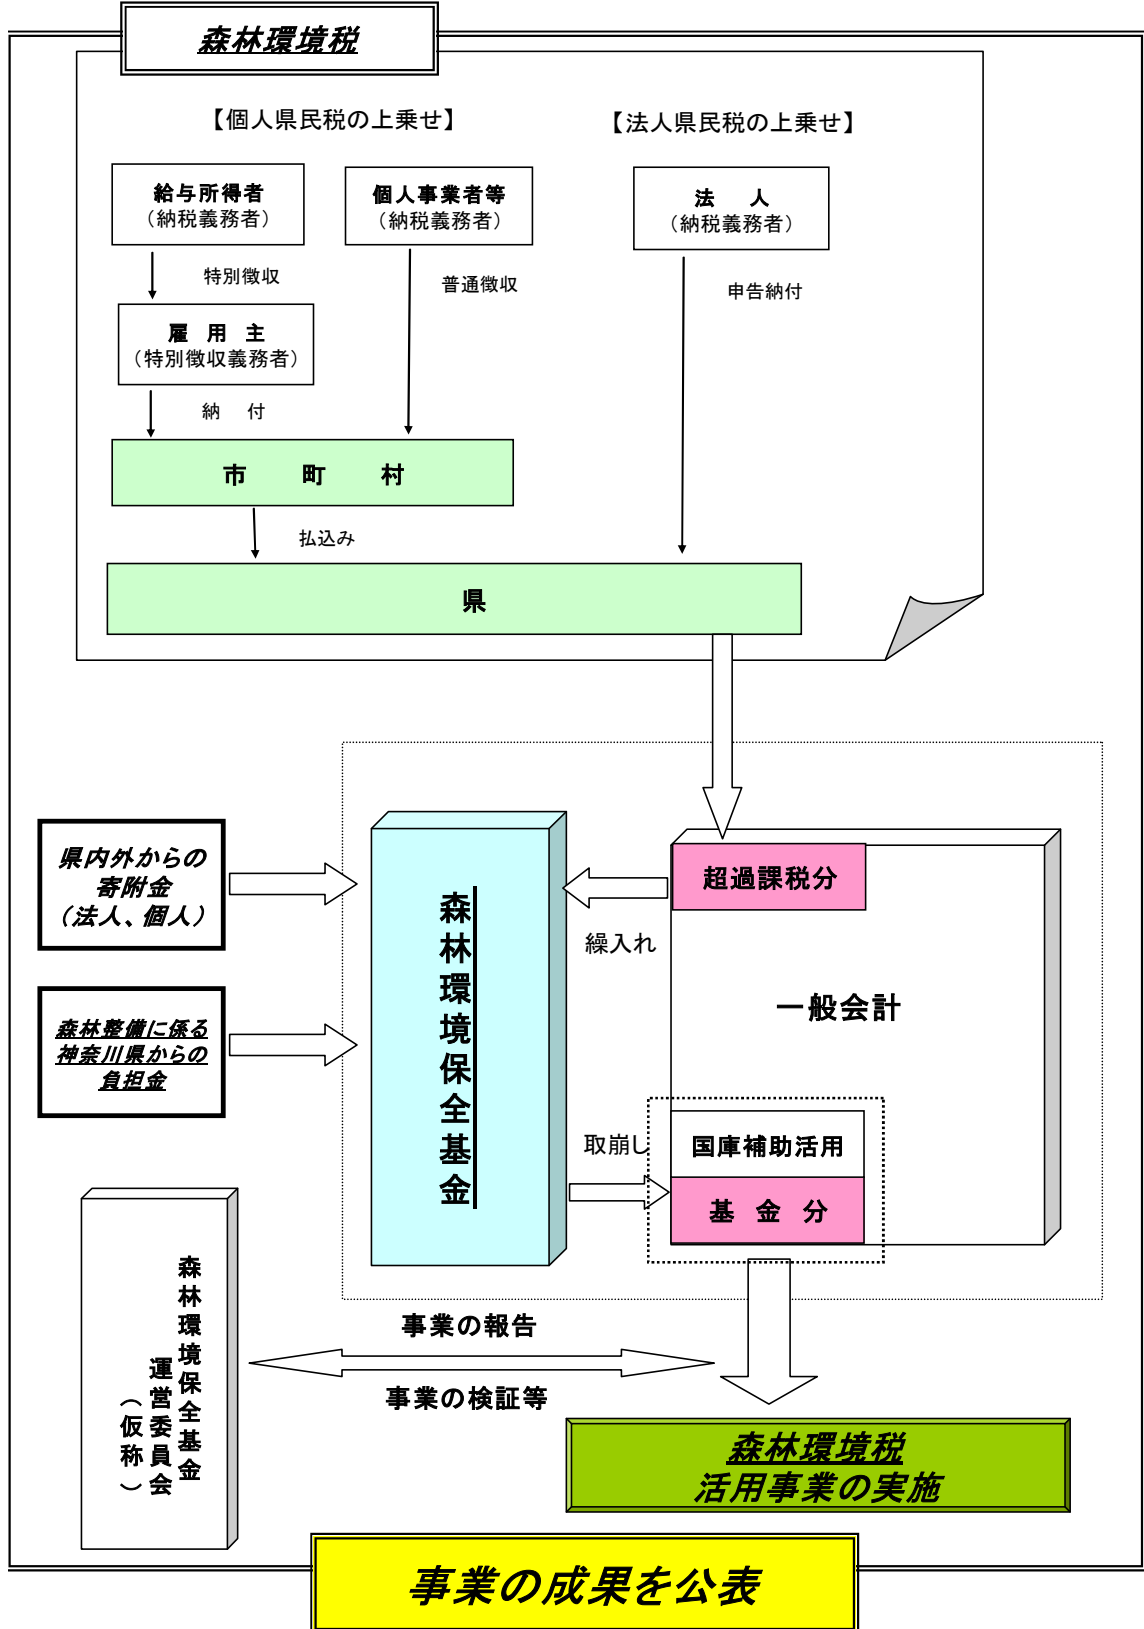 森林環境税
【個人県民税の上乗せ】
【法人県民税の上乗せ】
給与所得者
（納税義務者）
個人事業者等
（納税義務者）
法　人
（納税義務者）
特別徴収
普通徴収
申告納付
雇用主
（特別徴収義務者）
納　付
市　町　村
払込み
県
県内外からの
寄附金
（法人、個人）
森林整備に係る
神奈川県からの
負担金
森林環境保全基金
超過課税分
繰入れ
一般会計
取崩し
国庫補助活用
基　金　分
森林環境保全基金
運営委員会
（仮称）
事業の報告
事業の検証等
森林環境税
活用事業の実施
事業の成果を公表